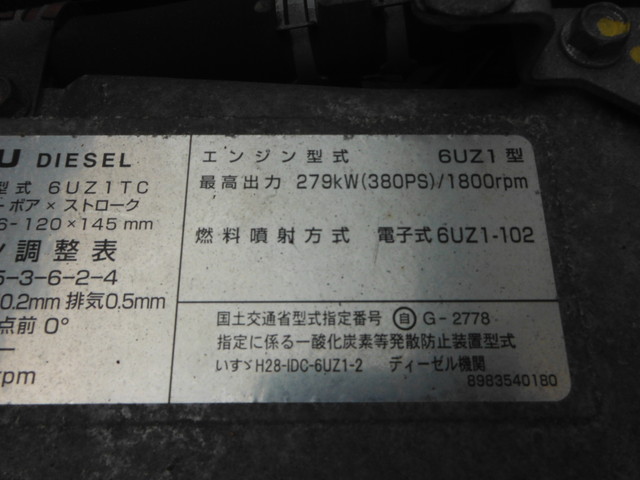 U DIESEL
型式 6UZ1TC
ボア×ストローク
6-120×145 mm
調整表
5-3-6-2-4
0.2mm 排気0.5mm
点前 0°
rpm
エンジン型式 6UZ1型
最高出力 279kW(380PS)/1800rpm
燃料噴射方式 電子式6UZ1-102
国土交通省型式指定番号 自 G-2778
指定に係る一酸化炭素等発散防止装置型式
いすゞH28-IDC-6UZ1-2 ディーゼル機関
8983540180